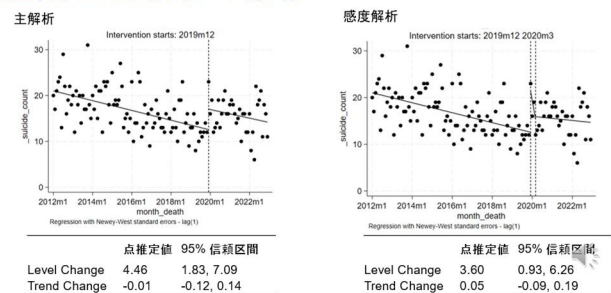 主解析
Intervention starts: 2019m12
30
20
10
0
suicide_count
2012m1 2014m1 2016m1 2018m1 2020m1 2022m1
month_death
Regression with Newey-West standard errors - lag(1)
点推定値 95% 信頼区間
Level Change 4.46 1.83, 7.09
Trend Change -0.01 -0.12, 0.14
感度解析
Intervention starts: 2019m12 2020m3
30
20
10
0
_suicide_count
2012m1 2014m1 2016m1 2018m1 2020m1 2022m1
month_death
Regression with Newey-West standard errors - lag(1)
点推定値 95% 信頼区間
Level Change 3.60 0.93, 6.26
Trend Change 0.05 -0.09, 0.19